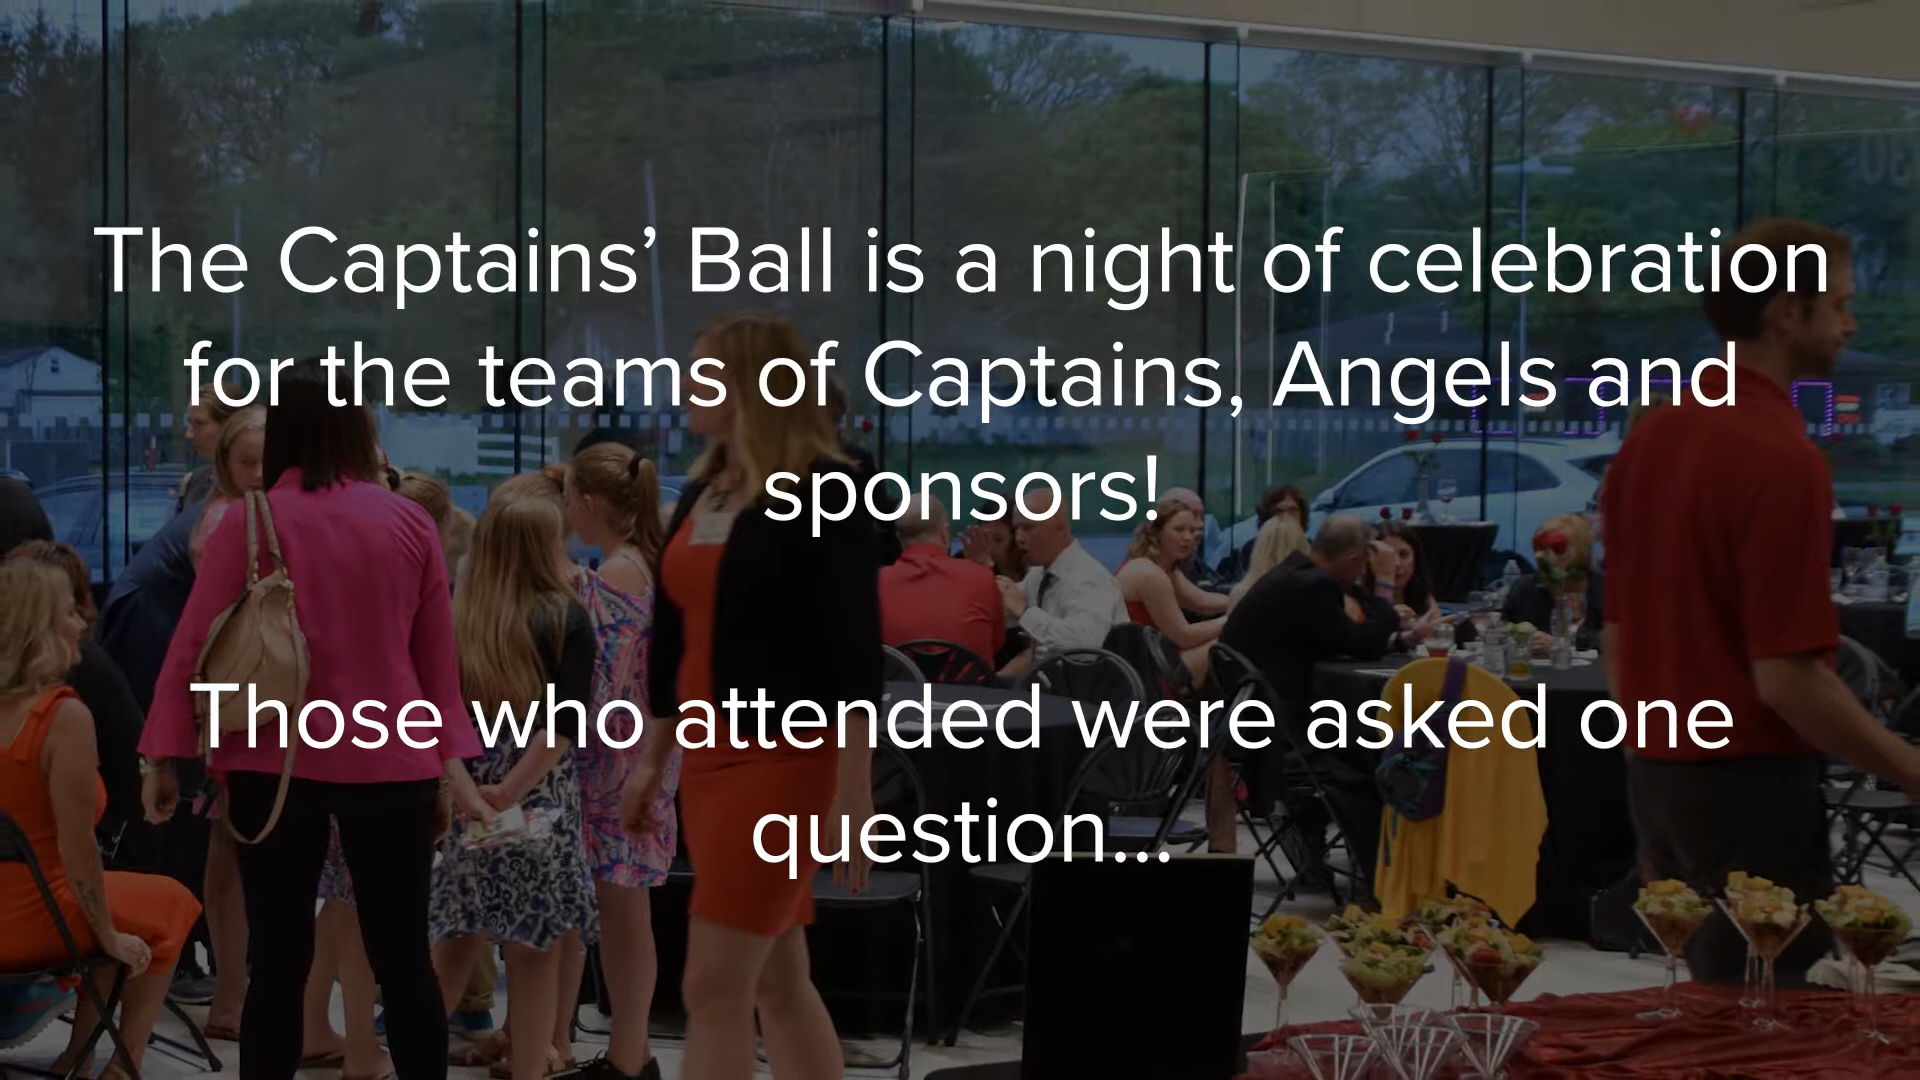 The Captains’ Ball is a night of celebration
for the teams of Captains, Angels and
sponsors!
Those who attended were asked one
question...